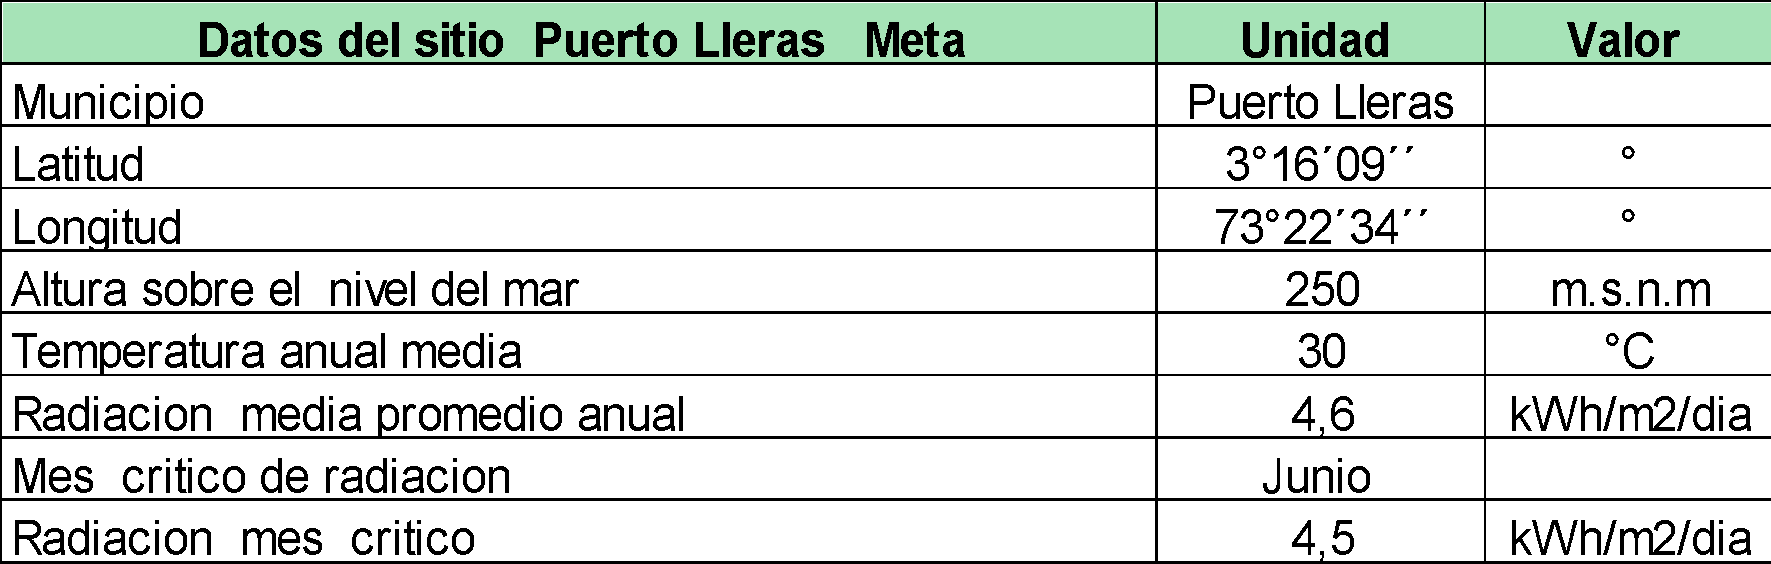 Datos del sitio Puerto Lleras Meta Unidad Valor
Municipio Puerto Lleras
Latitud 3°16´09´´ °
Longitud 73°22´34´´ °
Altura sobre el nivel del mar 250 m.s.n.m
Temperatura anual media 30 °C
Radiacion media promedio anual 4,6 kWh/m2/dia
Mes critico de radiacion Junio
Radiacion mes critico 4,5 kWh/m2/dia